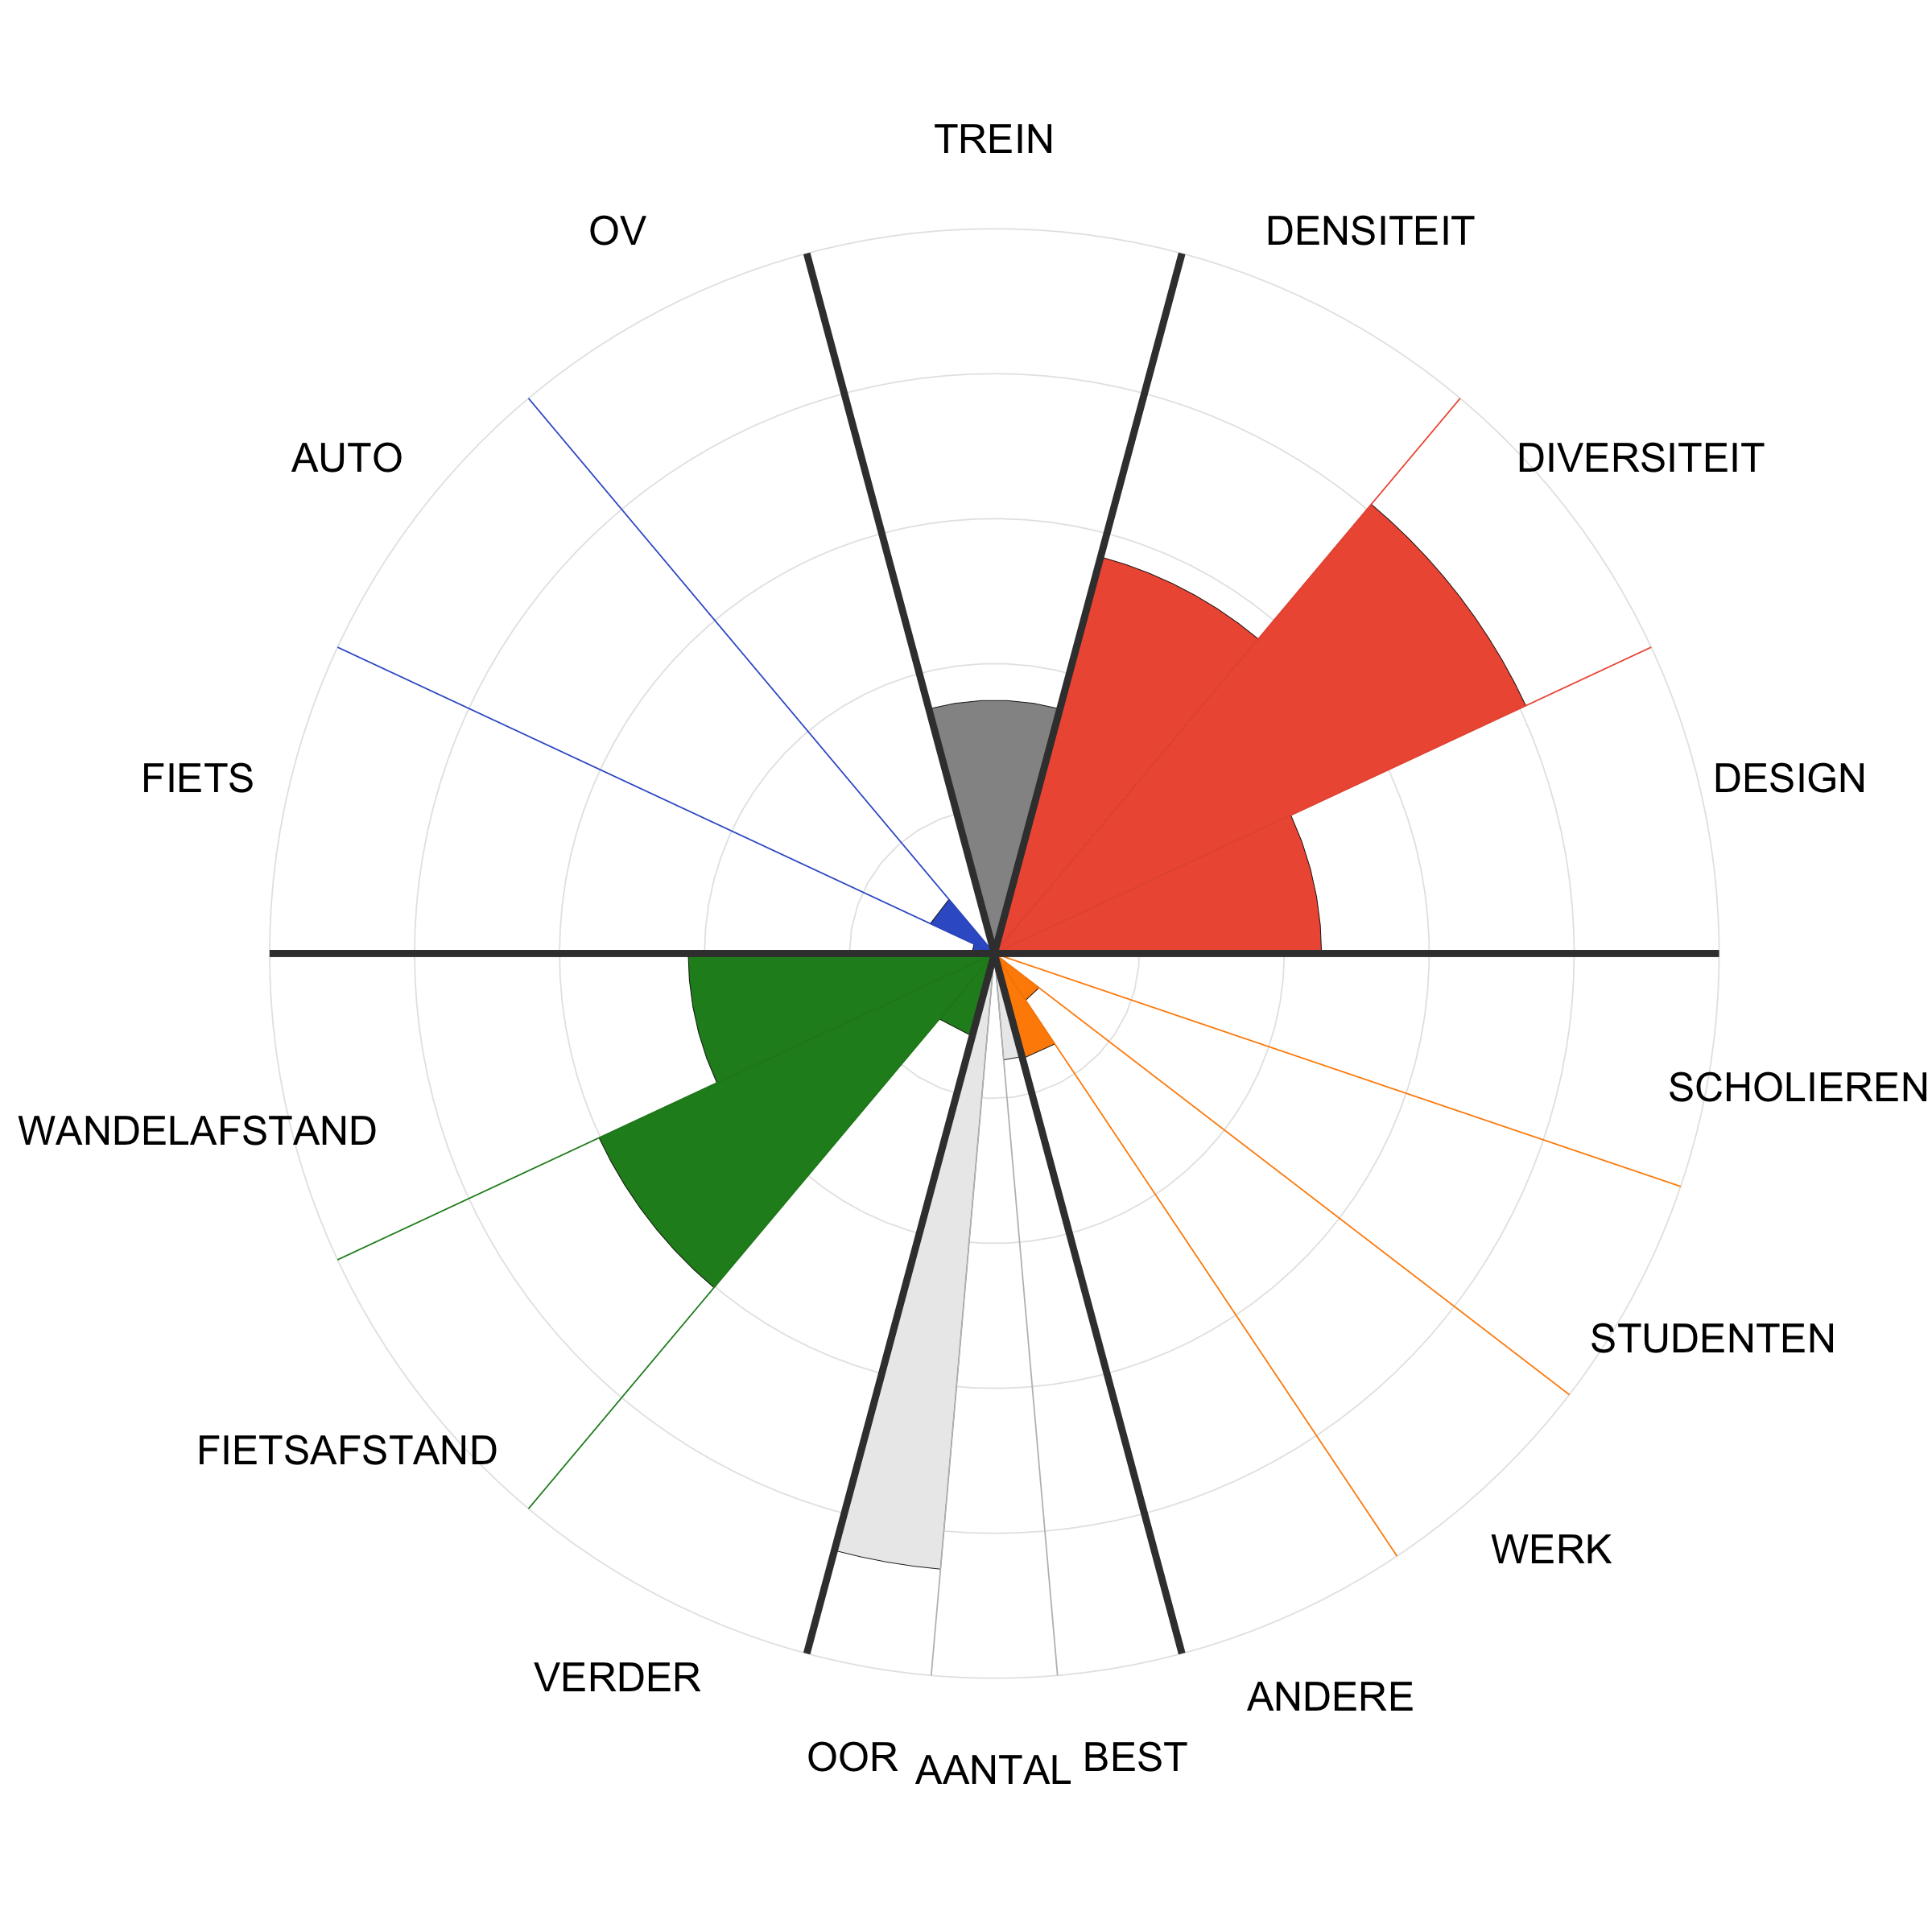 TREIN
OV
DENSITEIT
AUTO
DIVERSITEIT
FIETS
DESIGN
SCHOLIEREN
WANDELAFSTAND
STUDENTEN
FIETSAFSTAND
WERK
VERDER
ANDERE
OOR
AANTAL
BEST